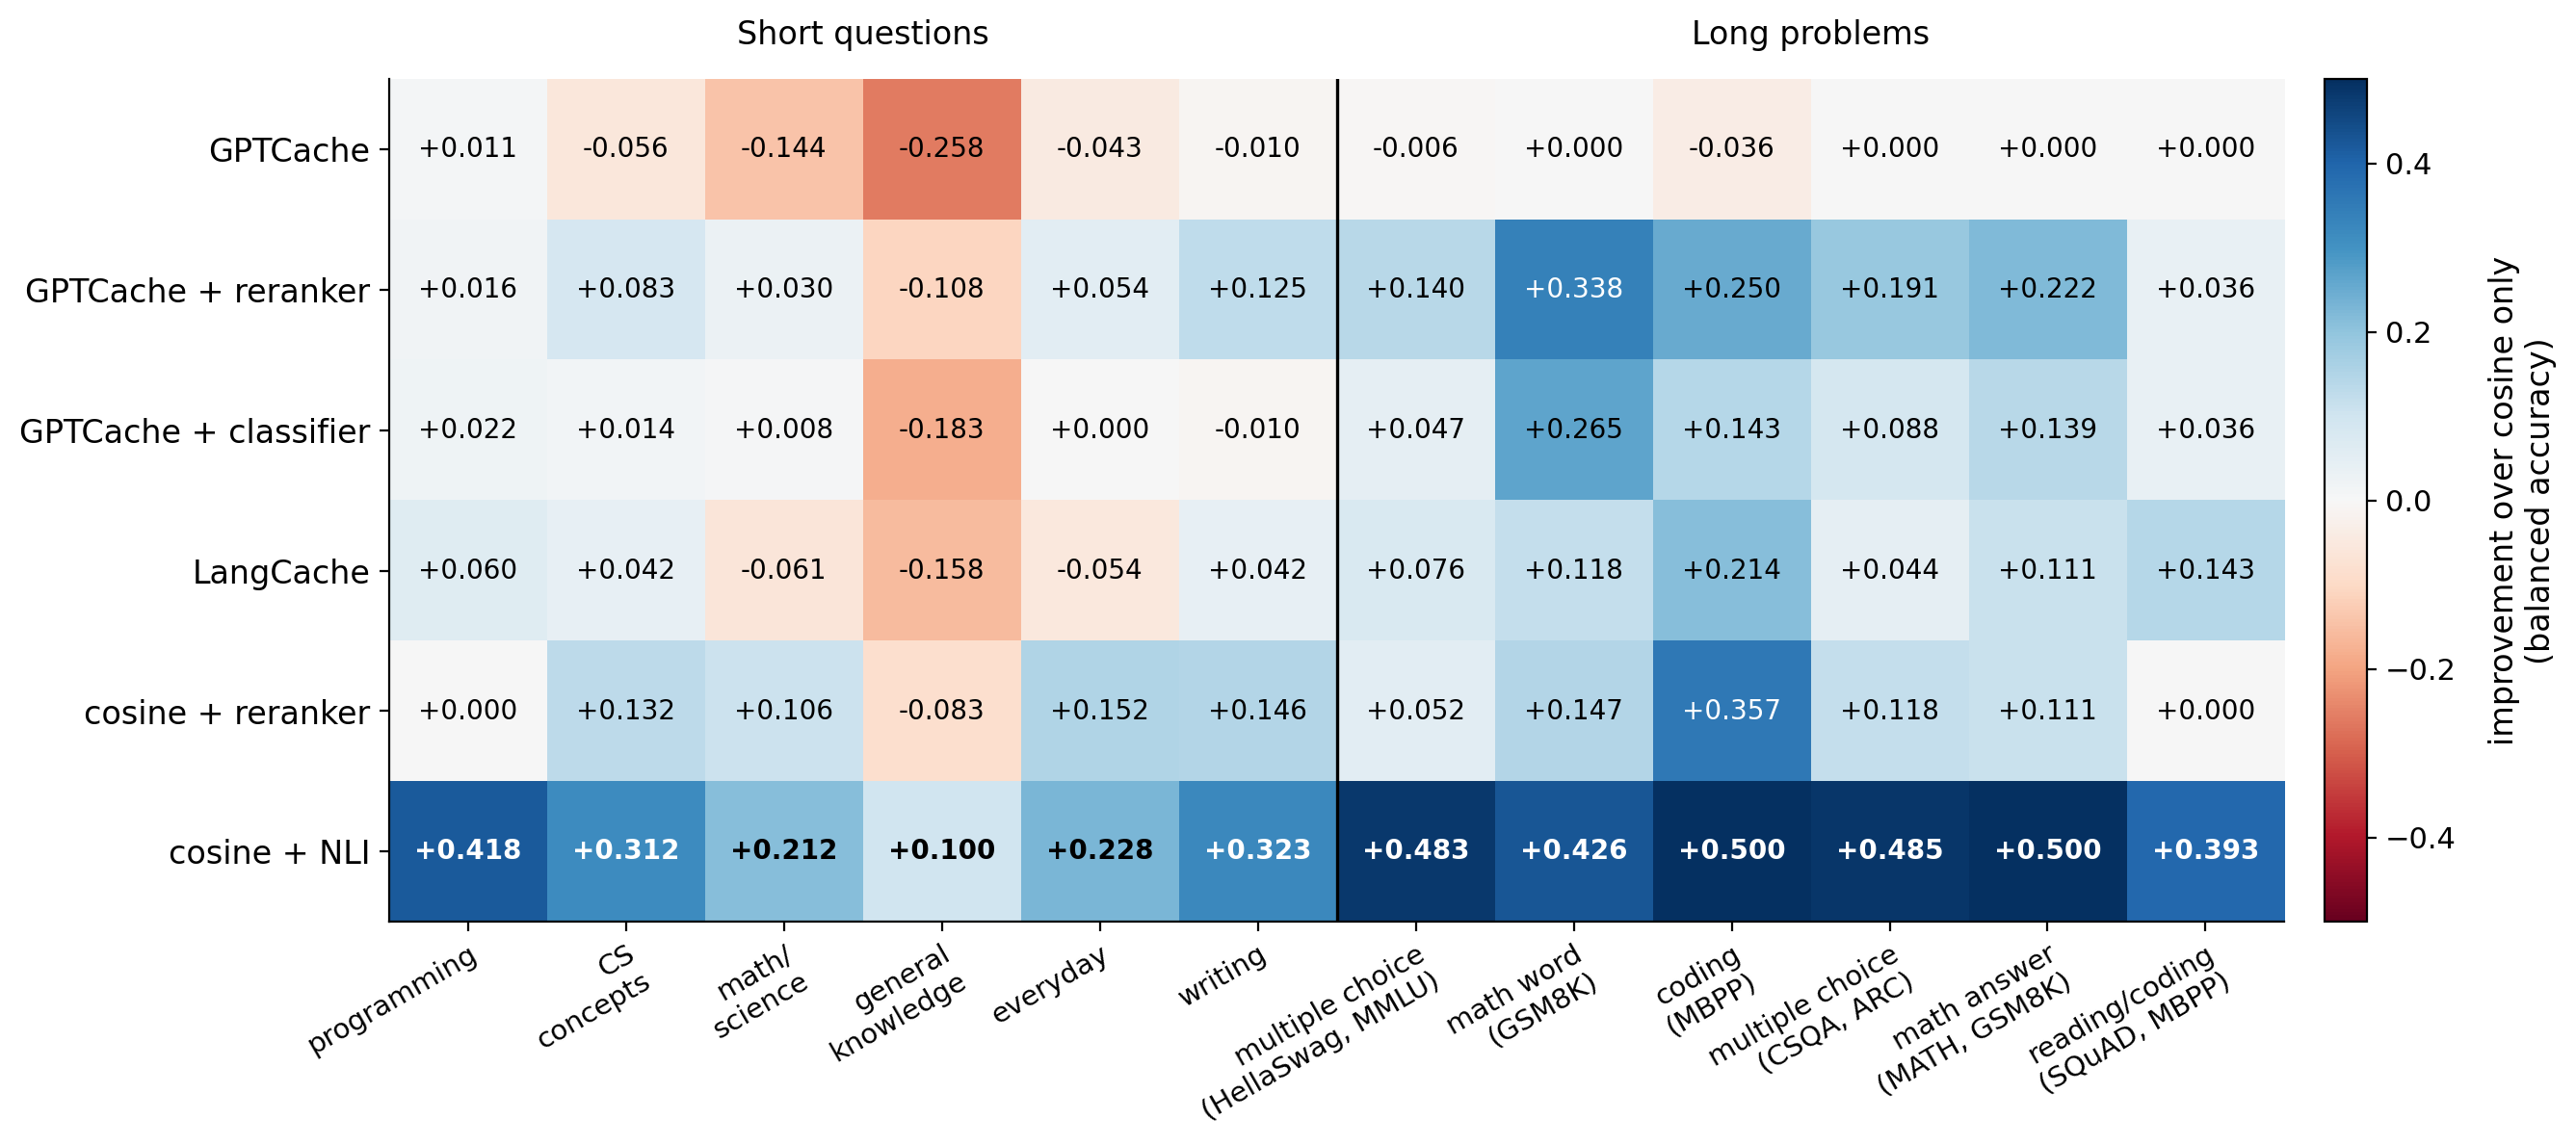 Short questions
Long problems
GPTCache
+0.011 -0.056 -0.144 -0.258 -0.043 -0.010 -0.006 +0.000 -0.036 +0.000 +0.000 +0.000
GPTCache + reranker
+0.016 +0.083 +0.030 -0.108 +0.054 +0.125 +0.140 +0.338 +0.250 +0.191 +0.222 +0.036
GPTCache + classifier
+0.022 +0.014 +0.008 -0.183 +0.000 -0.010 +0.047 +0.265 +0.143 +0.088 +0.139 +0.036
LangCache
+0.060 +0.042 -0.061 -0.158 -0.054 +0.042 +0.076 +0.118 +0.214 +0.044 +0.111 +0.143
cosine + reranker
+0.000 +0.132 +0.106 -0.083 +0.152 +0.146 +0.052 +0.147 +0.357 +0.118 +0.111 +0.000
cosine + NLI
+0.418 +0.312 +0.212 +0.100 +0.228 +0.323 +0.483 +0.426 +0.500 +0.485 +0.500 +0.393
programming
CS
concepts
math/
science
general
knowledge
everyday
writing
multiple choice
(HellaSwag, MMLU)
math word
(GSM8K)
coding
(MBPP)
multiple choice
(CSQA, ARC)
math answer
(MATH, GSM8K)
reading/coding
(SQuAD, MBPP)
0.4
0.2
0.0
−0.2
−0.4
improvement over cosine only
(balanced accuracy)